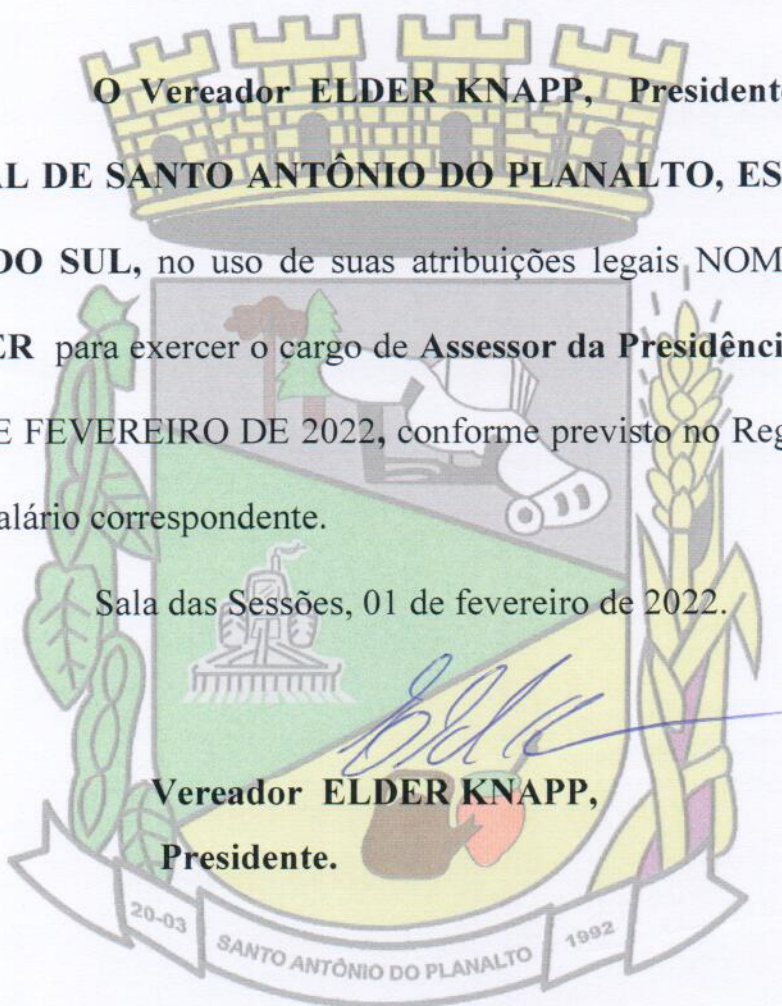 O Vereador ELDER KNAPP, Presidente
AL DE SANTO ANTÔNIO DO PLANALTO, ES
DO SUL, no uso de suas atribuições legais NOM
ER para exercer o cargo de Assessor da Presidênci
E FEVEREIRO DE 2022, conforme previsto no Reg
alário correspondente.
Sala das Sessões, 01 de fevereiro de 2022.
Vereador ELDER KNAPP,
Presidente.
20-03 SANTO ANTÔNIO DO PLANALTO 1992